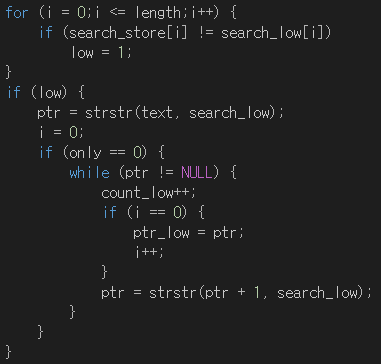 for (i = 0;i <= length;i++) {
    if (search_store[i] != search_low[i])
        low = 1;
}
if (low) {
    ptr = strstr(text, search_low);
    i = 0;
    if (only == 0) {
        while (ptr != NULL) {
            count_low++;
            if (i == 0) {
                ptr_low = ptr;
                i++;
            }
            ptr = strstr(ptr + 1, search_low);
        }
    }
}